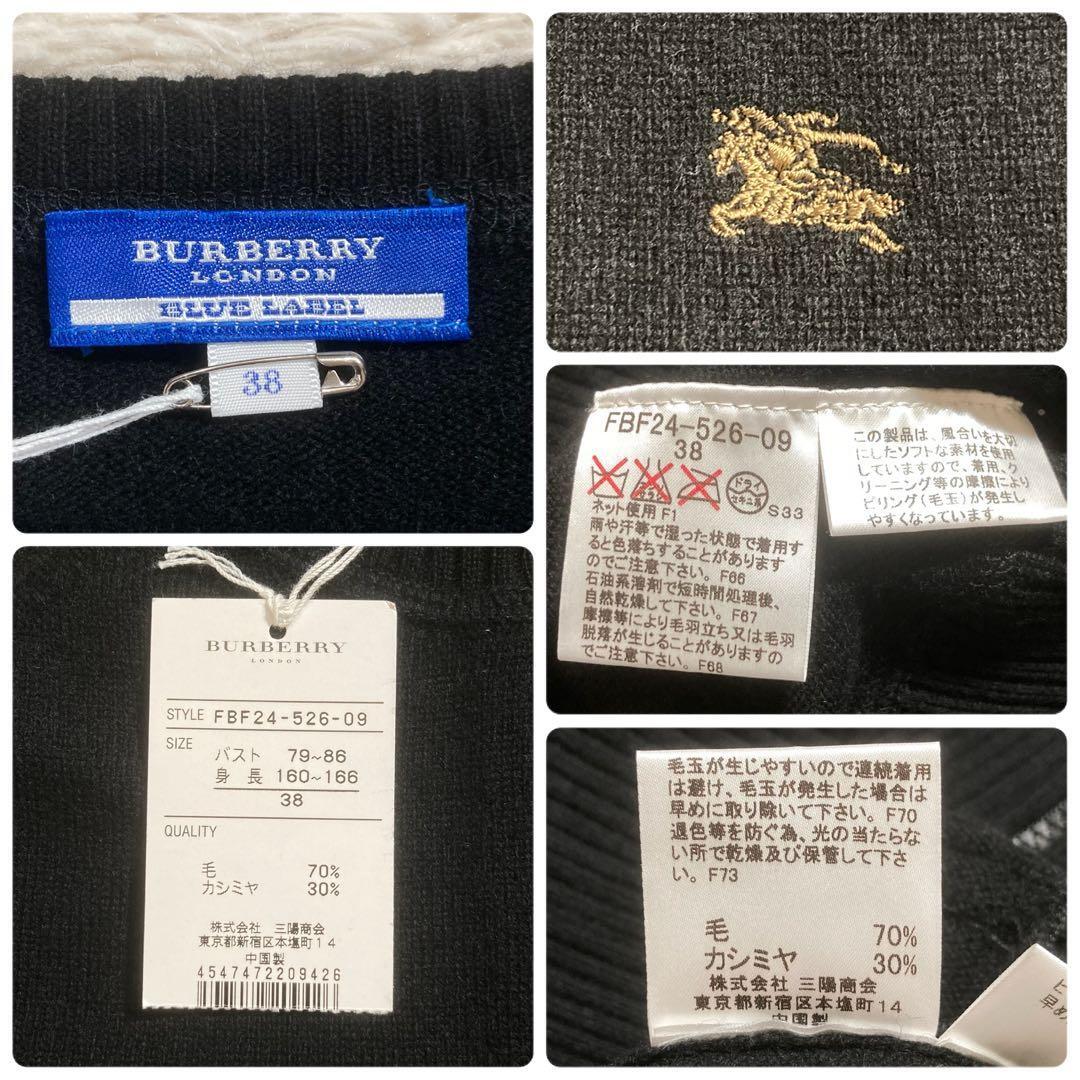 BURBERRY
LONDON
BLUE LABEL
38
FBF24-526-09
38
ドライ
セキユ系
S33
ネット使用 F1
雨や汗等で湿った状態で着用す
ると色落ちすることがあります
のでご注意下さい。F66
石油系溶剤で短時間処理後、
自然乾燥して下さい。F67
摩擦等により毛羽立ち又は毛羽
脱落が生じることがありますの
でご注意下さい。F68
この製品は、風合いを大切
にしたソフトな素材を使用
していますので、着用、ク
リーニング等の摩擦により
ピリング(毛玉)が発生し
やすくなっています。
BURBERRY
LONDON
STYLE FBF24-526-09
SIZE
バスト 79~86
身長 160~166
38
QUALITY
毛 70%
カシミヤ 30%
株式会社 三陽商会
東京都新宿区本塩町14
中国製
4547472209426
毛玉が生じやすいので連続着用
は避け、毛玉が発生した場合は
早めに取り除いて下さい。F70
退色等を防ぐ為、光の当たらな
い所で乾燥及び保管して下さ
い。F73
毛 70%
カシミヤ 30%
株式会社 三陽商会
東京都新宿区本塩町14
中国製
早め